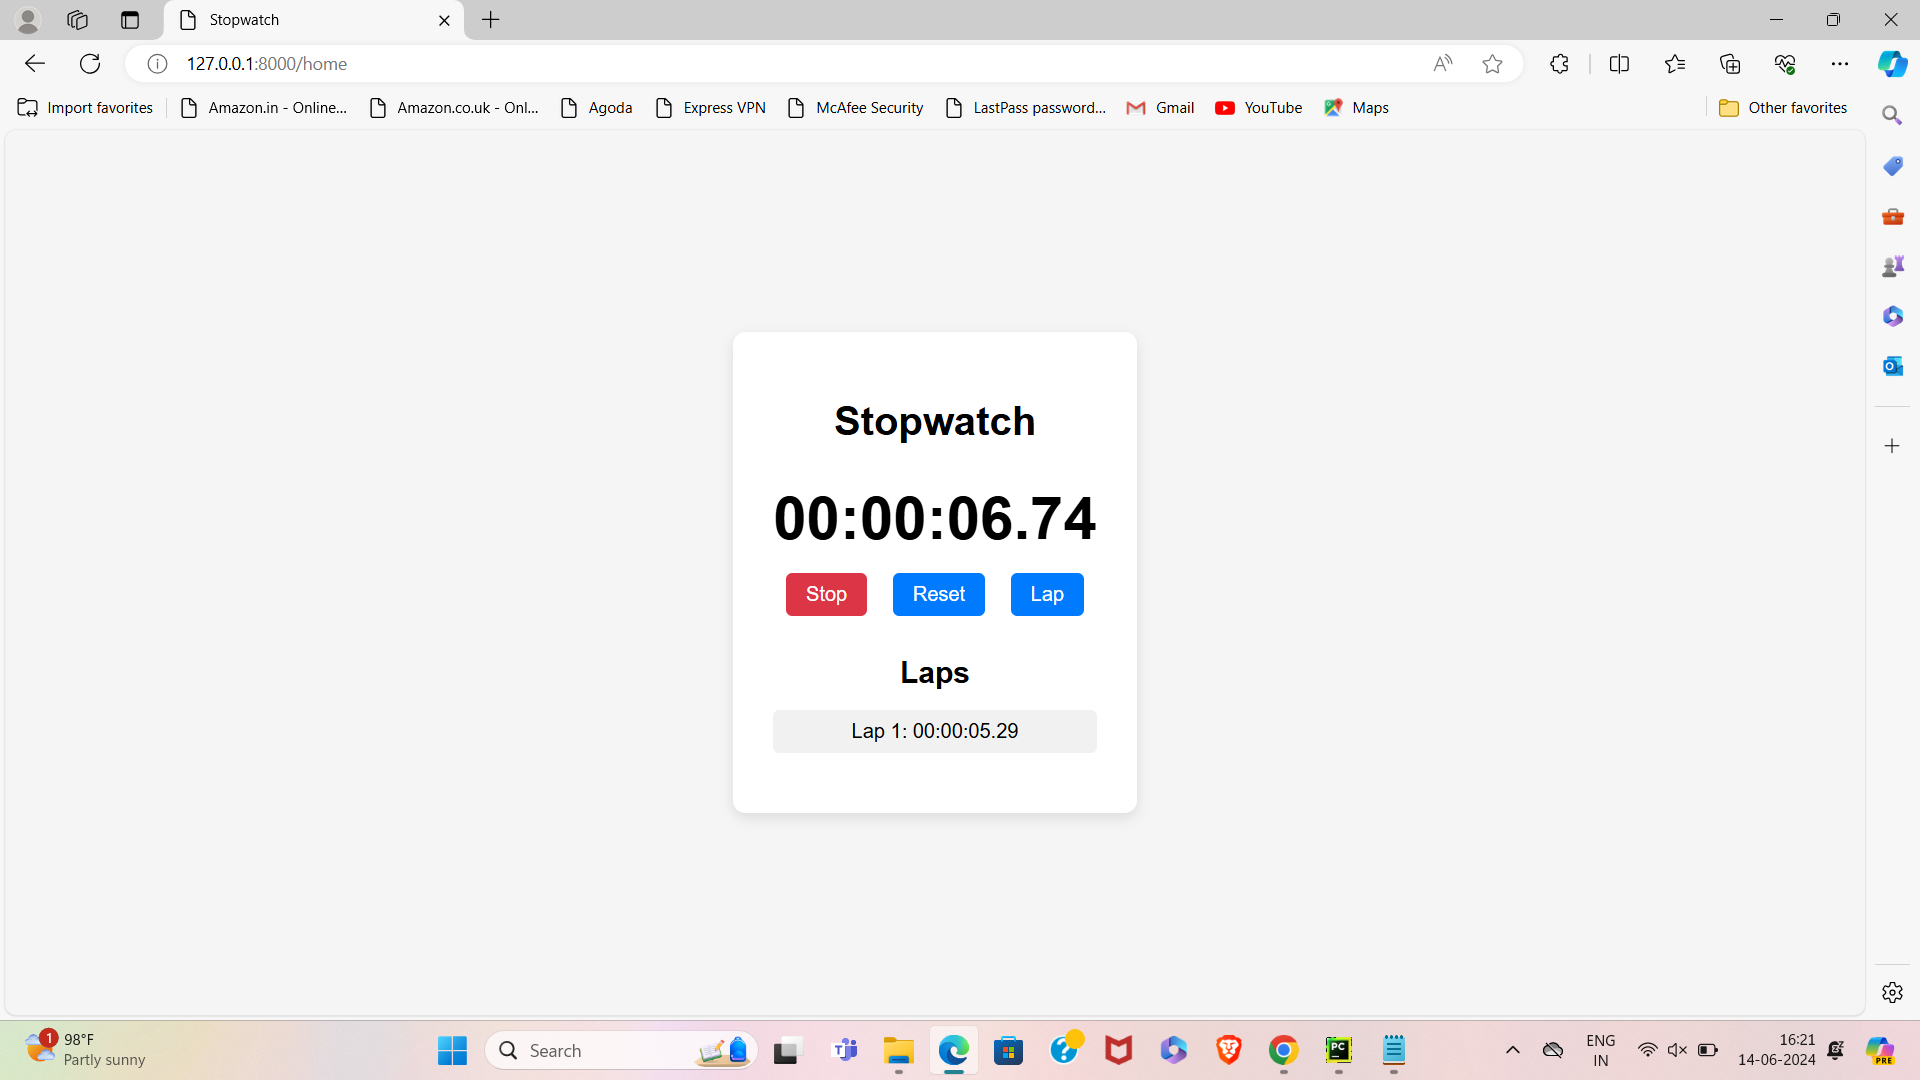 Stopwatch
127.0.0.1:8000/home
Import favorites Amazon.in - Online... Amazon.co.uk - Onl... Agoda Express VPN McAfee Security LastPass password... Gmail YouTube Maps Other favorites
Stopwatch
00:00:06.74
Stop Reset Lap
Laps
Lap 1: 00:00:05.29
1 98°F
Partly sunny
Search
PC
ENG
IN
16:21
14-06-2024
PRE